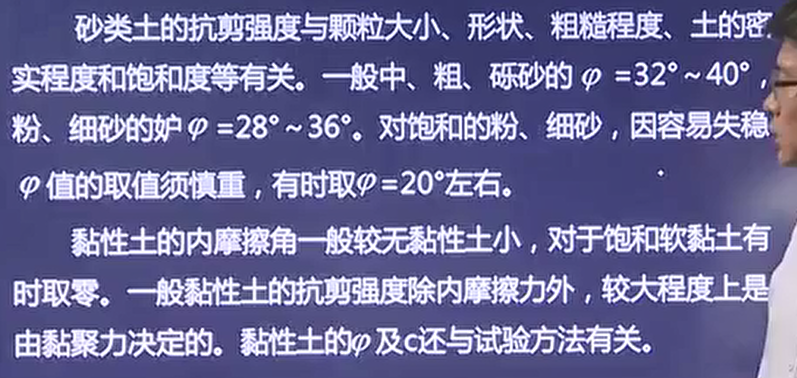 砂类土的抗剪强度与颗粒大小、形状、粗糙程度、土的密
实程度和饱和度等有关。一般中、粗、砾砂的 φ =32°～40°，
粉、细砂的妒φ=28°～36°。对饱和的粉、细砂，因容易失稳
φ值的取值须慎重，有时取φ=20°左右。
黏性土的内摩擦角一般较无黏性土小，对于饱和软黏土有
时取零。一般黏性土的抗剪强度除内摩擦力外，较大程度上是
由黏聚力决定的。黏性土的φ及c还与试验方法有关。